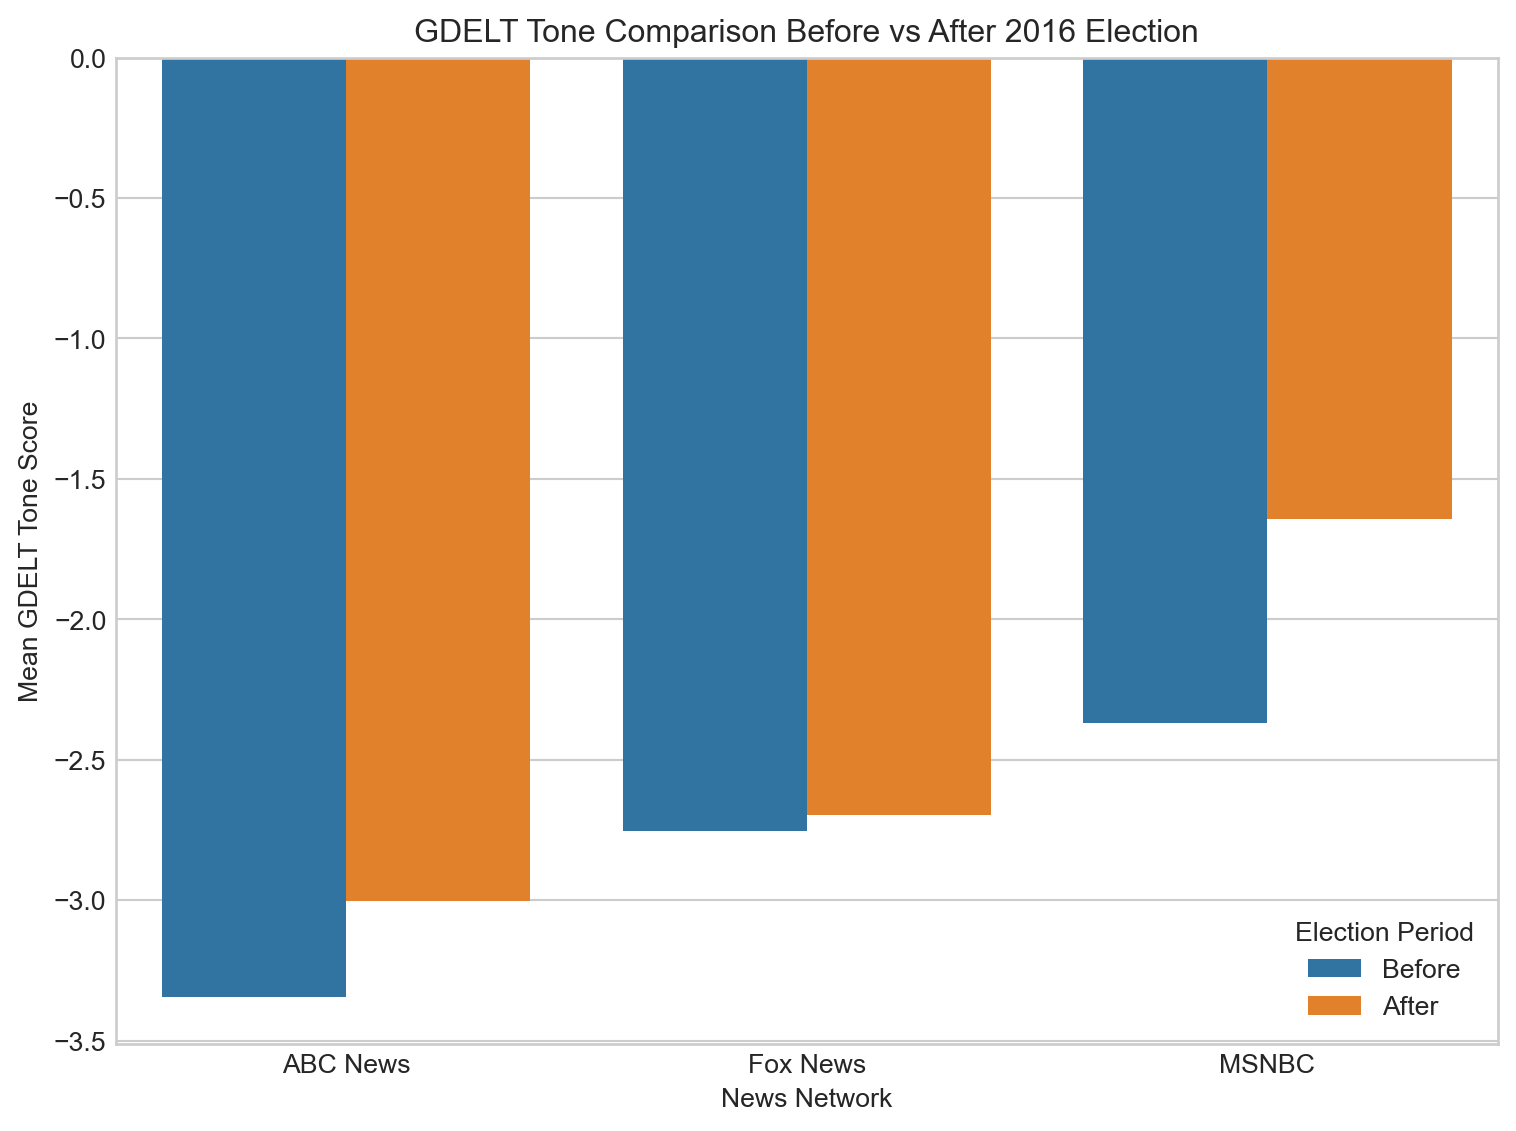 GDELT Tone Comparison Before vs After 2016 Election
0.0
−0.5
−1.0
−1.5
−2.0
−2.5
−3.0
−3.5
Mean GDELT Tone Score
ABC News
Fox News
MSNBC
News Network
Election Period
Before
After